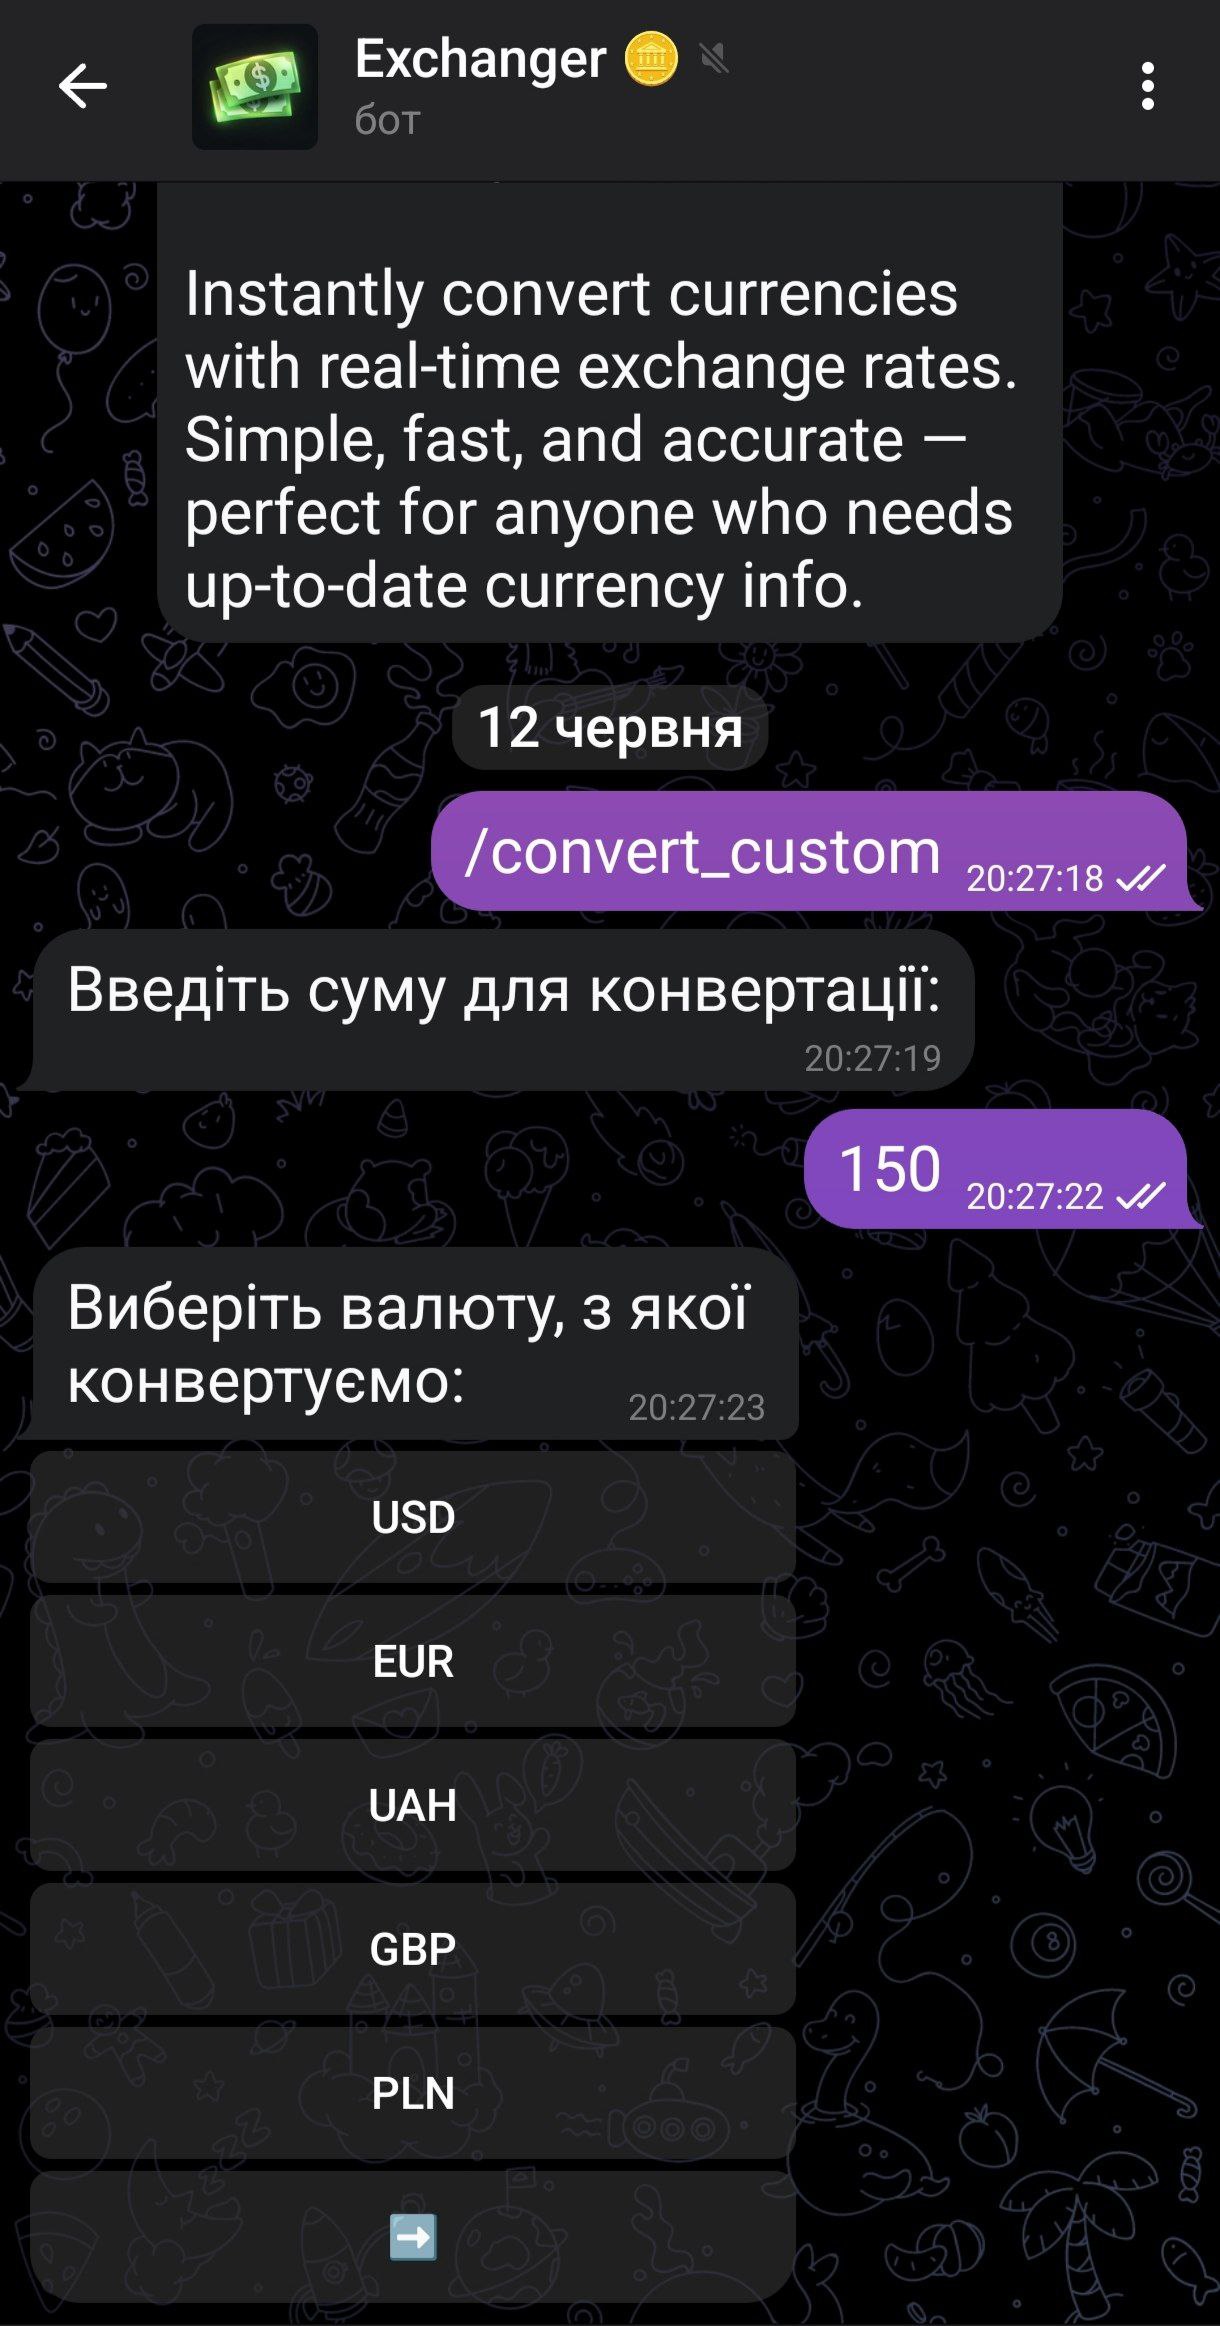 Exchanger
бот
Instantly convert currencies
with real-time exchange rates.
Simple, fast, and accurate —
perfect for anyone who needs
up-to-date currency info.
12 червня
/convert_custom 20:27:18
Введіть суму для конвертації:
20:27:19
150 20:27:22
Виберіть валюту, з якої
конвертуємо: 20:27:23
USD
EUR
UAH
GBP
PLN